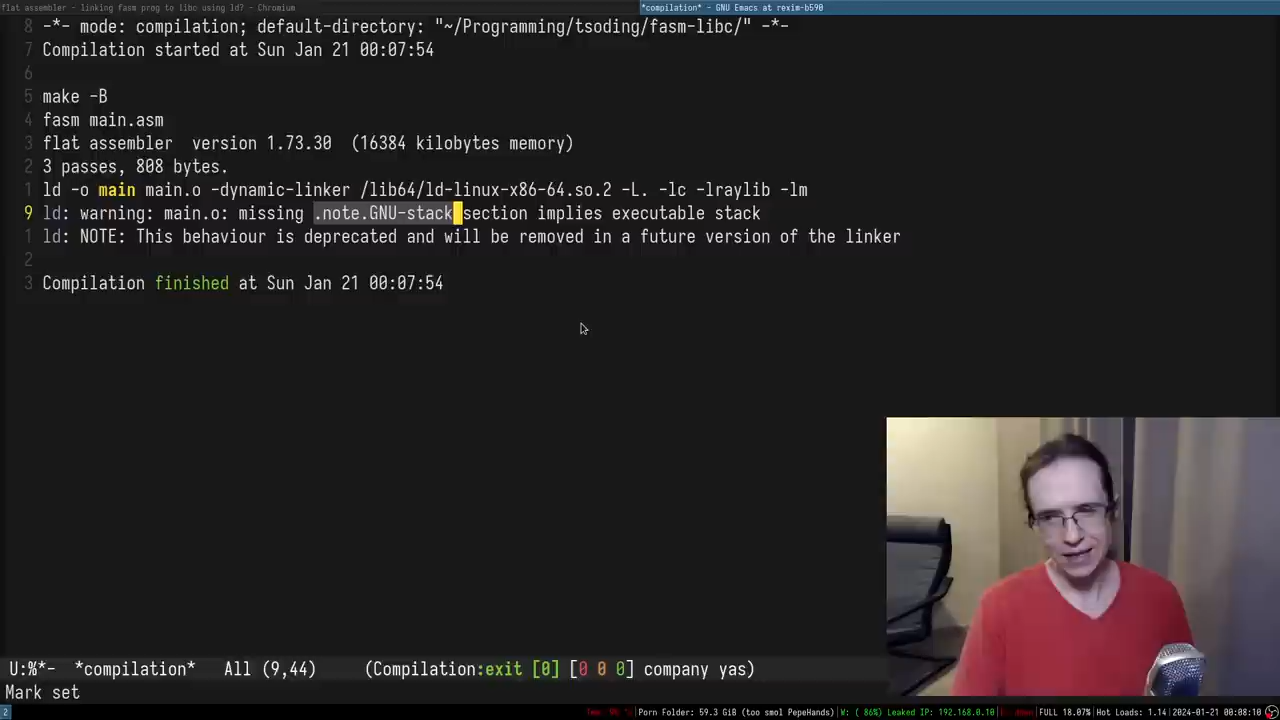 flat assembler - linking fasm prog to libc using ld? - Chromium
*compilation* - GNU Emacs at rexim-b590
8 -*- mode: compilation; default-directory: "~/Programming/tsoding/fasm-libc/" -*-
7 Compilation started at Sun Jan 21 00:07:54
6
5 make -B
4 fasm main.asm
3 flat assembler  version 1.73.30  (16384 kilobytes memory)
2 3 passes, 808 bytes.
1 ld -o main main.o -dynamic-linker /lib64/ld-linux-x86-64.so.2 -L. -lc -lraylib -lm
9 ld: warning: main.o: missing .note.GNU-stack section implies executable stack
1 ld: NOTE: This behaviour is deprecated and will be removed in a future version of the linker
2
3 Compilation finished at Sun Jan 21 00:07:54
U:%*-  *compilation*   All (9,44)     (Compilation:exit [0] [0 0 0] company yas)
Mark set
2
Porn Folder: 59.3 GiB (too smol PepeHands) W: ( 86%) Leaked IP: 192.168.0.10 FULL 18.07% Hot Loads: 1.14 2024-01-21 00:08:10